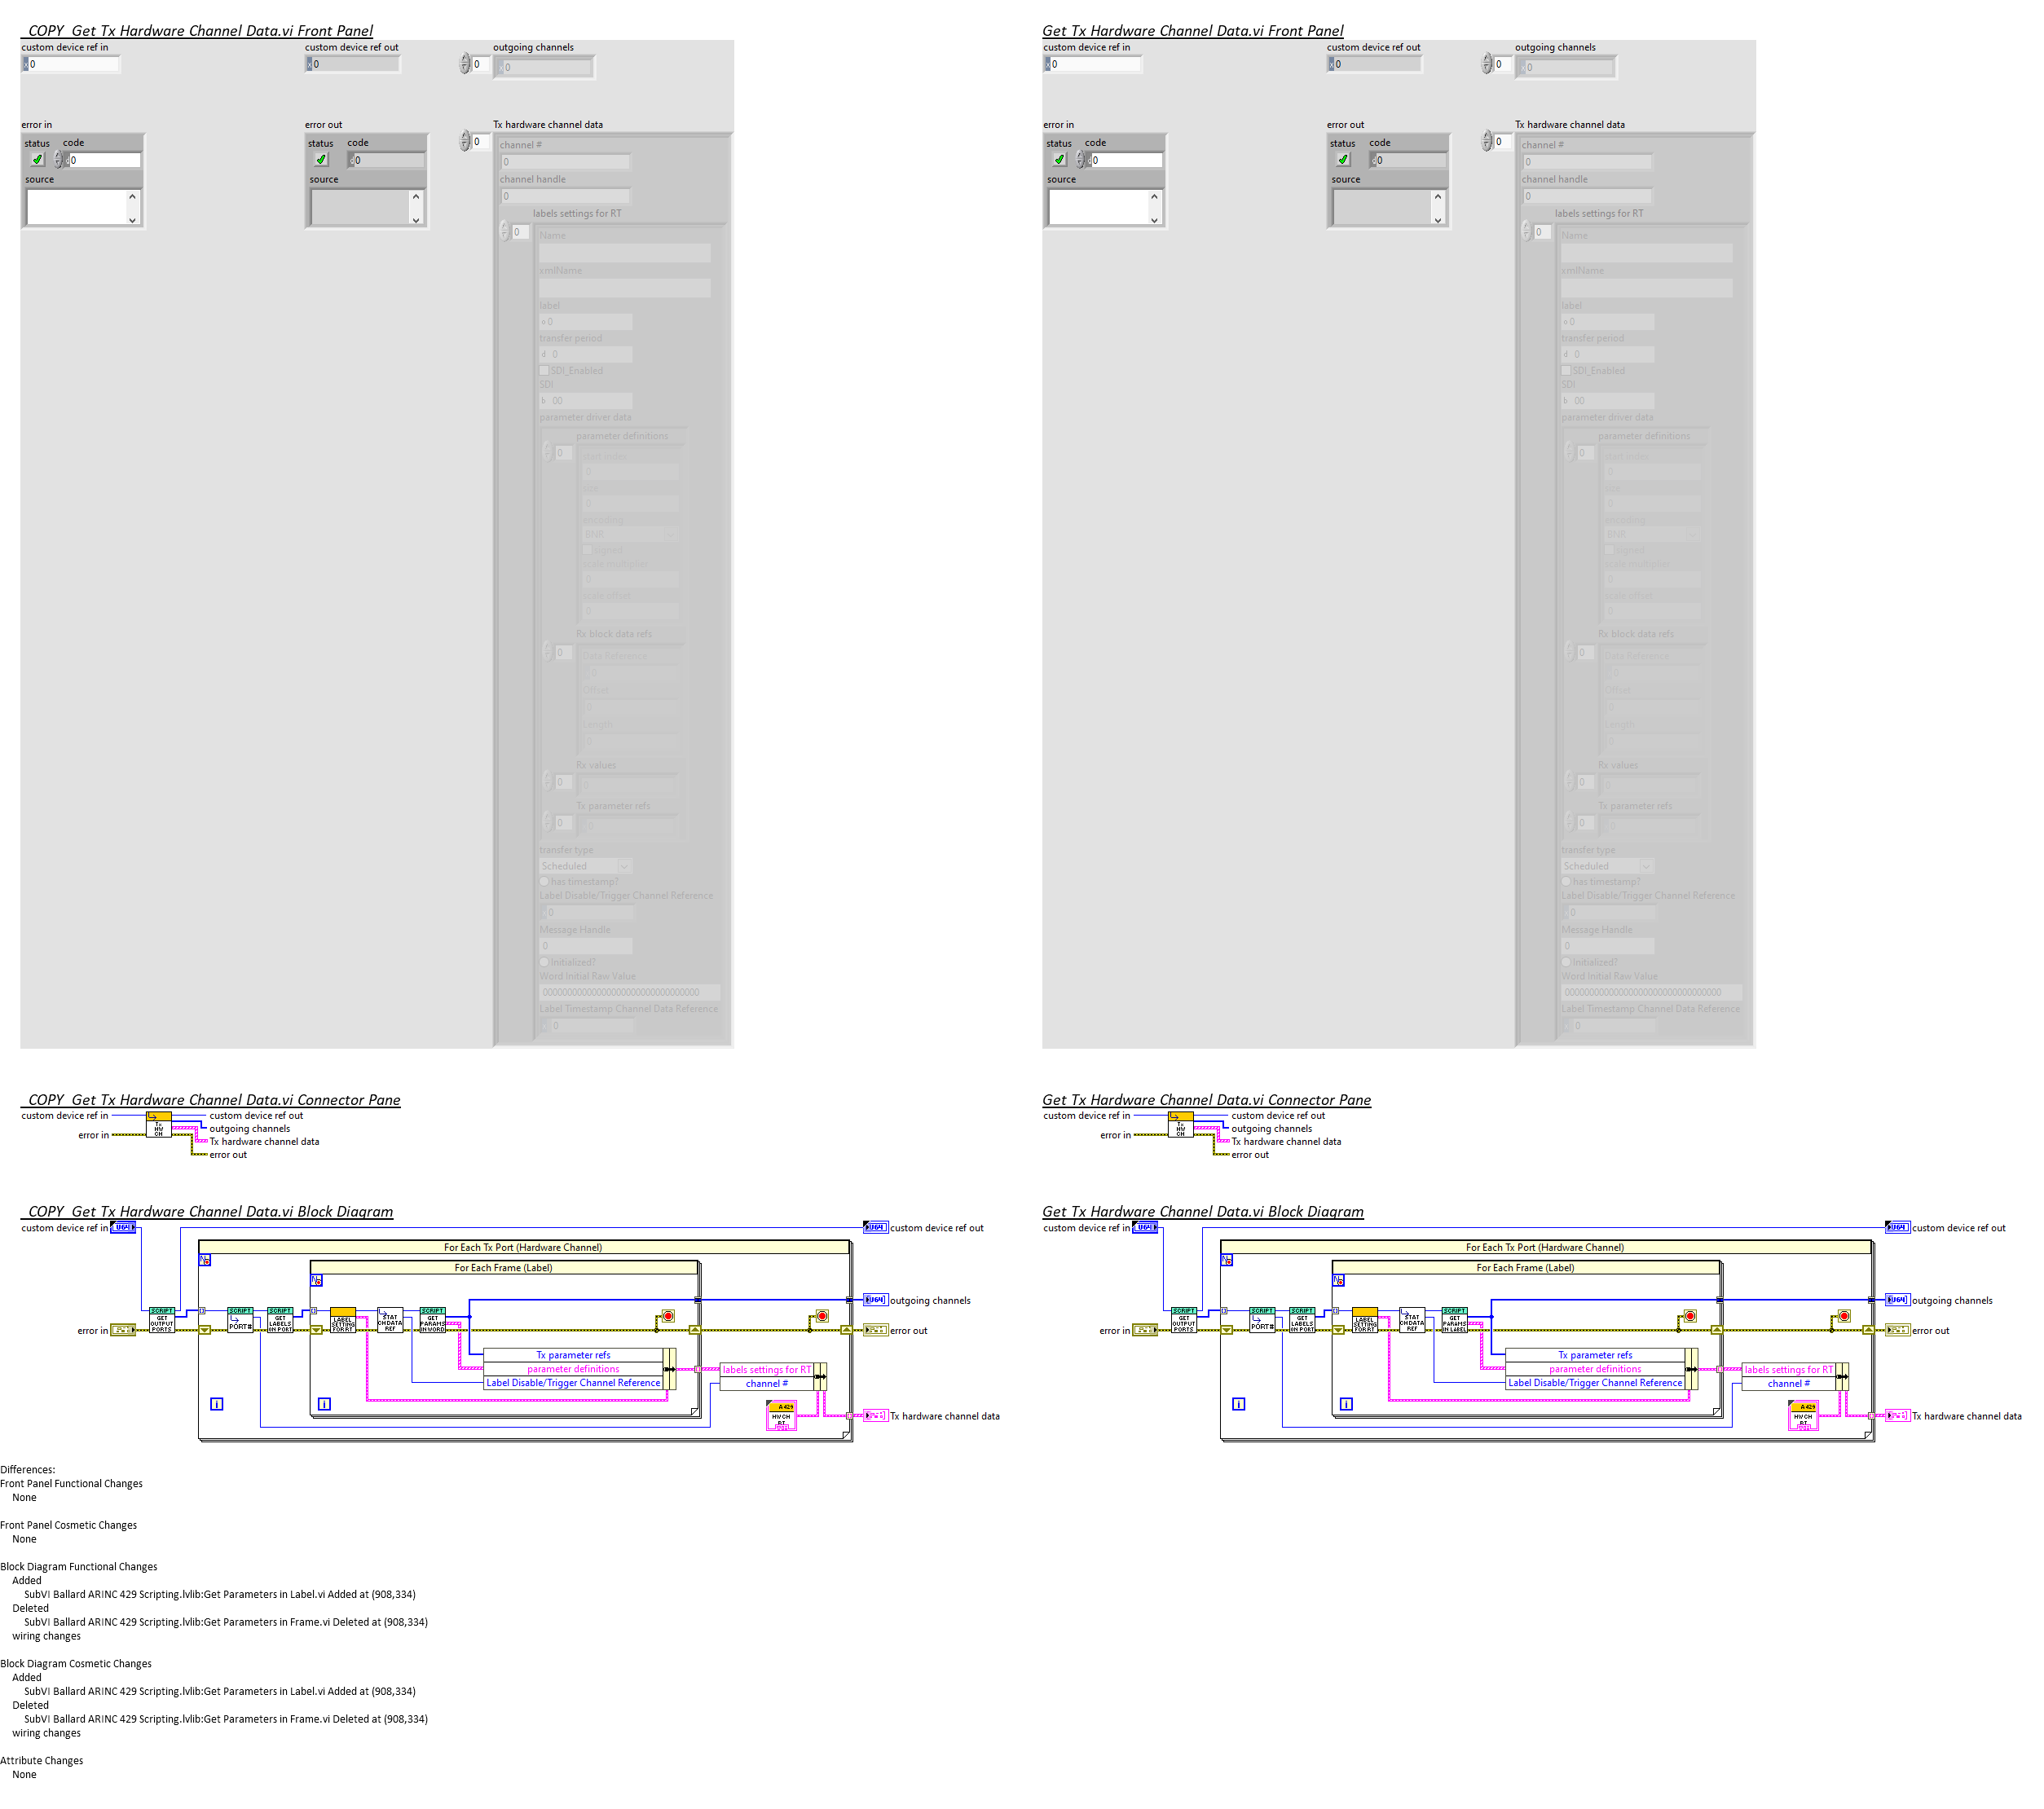 _COPY_Get Tx Hardware Channel Data.vi Front Panel
custom device ref in
0
custom device ref out
0
0
outgoing channels
0
error in
status
code
0
source
error out
status
code
0
source
Tx hardware channel data
0
channel #
0
channel handle
0
labels settings for RT
0
Name
xmlName
label
o 0
transfer period
d 0
SDI_Enabled
SDI
b 00
parameter driver data
parameter definitions
0
start index
0
size
0
encoding
BNR
signed
scale multiplier
0
scale offset
0
Rx block data refs
0
Data Reference
0
Offset
0
Length
0
Rx values
0
0
Tx parameter refs
0
0
transfer type
Scheduled
has timestamp?
Label Disable/Trigger Channel Reference
0
Message Handle
0
Initialized?
Word Initial Raw Value
00000000000000000000000000000000
Label Timestamp Channel Data Reference
0
Get Tx Hardware Channel Data.vi Front Panel
custom device ref in
0
custom device ref out
0
0
outgoing channels
0
error in
status
code
0
source
error out
status
code
0
source
Tx hardware channel data
0
channel #
0
channel handle
0
labels settings for RT
0
Name
xmlName
label
o 0
transfer period
d 0
SDI_Enabled
SDI
b 00
parameter driver data
parameter definitions
0
start index
0
size
0
encoding
BNR
signed
scale multiplier
0
scale offset
0
Rx block data refs
0
Data Reference
0
Offset
0
Length
0
Rx values
0
0
Tx parameter refs
0
0
transfer type
Scheduled
has timestamp?
Label Disable/Trigger Channel Reference
0
Message Handle
0
Initialized?
Word Initial Raw Value
00000000000000000000000000000000
Label Timestamp Channel Data Reference
0
_COPY_Get Tx Hardware Channel Data.vi Connector Pane
custom device ref in
error in
Tx
HW
CH
custom device ref out
outgoing channels
Tx hardware channel data
error out
Get Tx Hardware Channel Data.vi Connector Pane
custom device ref in
error in
Tx
HW
CH
custom device ref out
outgoing channels
Tx hardware channel data
error out
_COPY_Get Tx Hardware Channel Data.vi Block Diagram
custom device ref in
U64
U64
custom device ref out
For Each Tx Port (Hardware Channel)
N
For Each Frame (Label)
N
error in
SCRIPT
GET
OUTPUT
PORTS
SCRIPT
PORT#
SCRIPT
GET
LABELS
IN PORT
LABEL
SETTING
FOR RT
STAT
CHDATA
REF
SCRIPT
GET
PARAMS
IN WORD
U64
outgoing channels
error out
Tx parameter refs
parameter definitions
Label Disable/Trigger Channel Reference
labels settings for RT
channel #
i
i
A429
HW CH
RT
Tx hardware channel data
Get Tx Hardware Channel Data.vi Block Diagram
custom device ref in
U64
U64
custom device ref out
For Each Tx Port (Hardware Channel)
N
For Each Frame (Label)
N
error in
SCRIPT
GET
OUTPUT
PORTS
SCRIPT
PORT#
SCRIPT
GET
LABELS
IN PORT
LABEL
SETTING
FOR RT
STAT
CHDATA
REF
SCRIPT
GET
PARAMS
IN LABEL
U64
outgoing channels
error out
Tx parameter refs
parameter definitions
Label Disable/Trigger Channel Reference
labels settings for RT
channel #
i
i
A429
HW CH
RT
Tx hardware channel data
Differences:
Front Panel Functional Changes
None
Front Panel Cosmetic Changes
None
Block Diagram Functional Changes
Added
SubVI Ballard ARINC 429 Scripting.lvlib:Get Parameters in Label.vi Added at (908,334)
Deleted
SubVI Ballard ARINC 429 Scripting.lvlib:Get Parameters in Frame.vi Deleted at (908,334)
wiring changes
Block Diagram Cosmetic Changes
Added
SubVI Ballard ARINC 429 Scripting.lvlib:Get Parameters in Label.vi Added at (908,334)
Deleted
SubVI Ballard ARINC 429 Scripting.lvlib:Get Parameters in Frame.vi Deleted at (908,334)
wiring changes
Attribute Changes
None